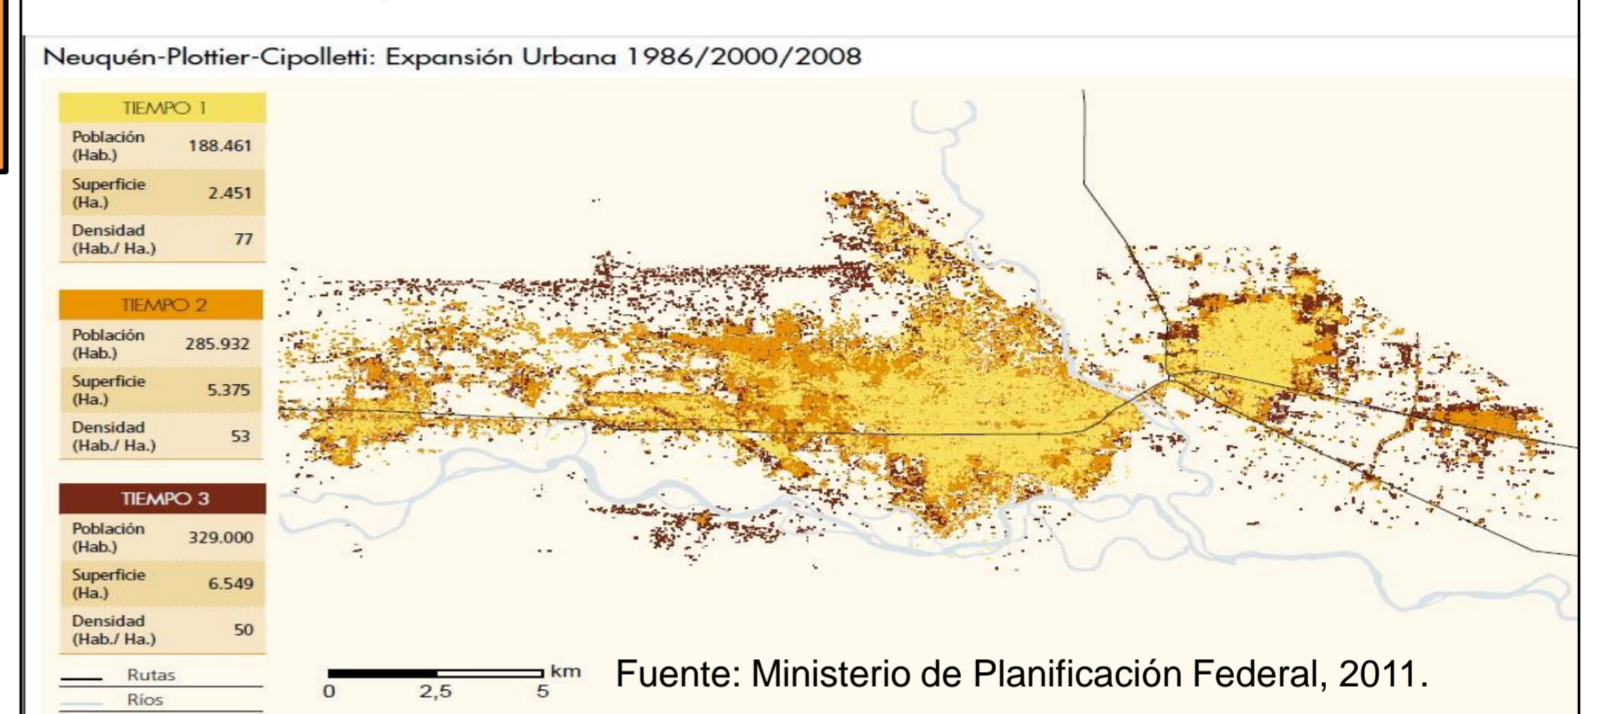 Neuquén-Plottier-Cipolletti: Expansión Urbana 1986/2000/2008
TIEMPO 1
Población
(Hab.) 188.461
Superficie
(Ha.) 2.451
Densidad
(Hab./ Ha.) 77
TIEMPO 2
Población
(Hab.) 285.932
Superficie
(Ha.) 5.375
Densidad
(Hab./ Ha.) 53
TIEMPO 3
Población
(Hab.) 329.000
Superficie
(Ha.) 6.549
Densidad
(Hab./ Ha.) 50
Rutas
Ríos
km
0 2,5 5
Fuente: Ministerio de Planificación Federal, 2011.